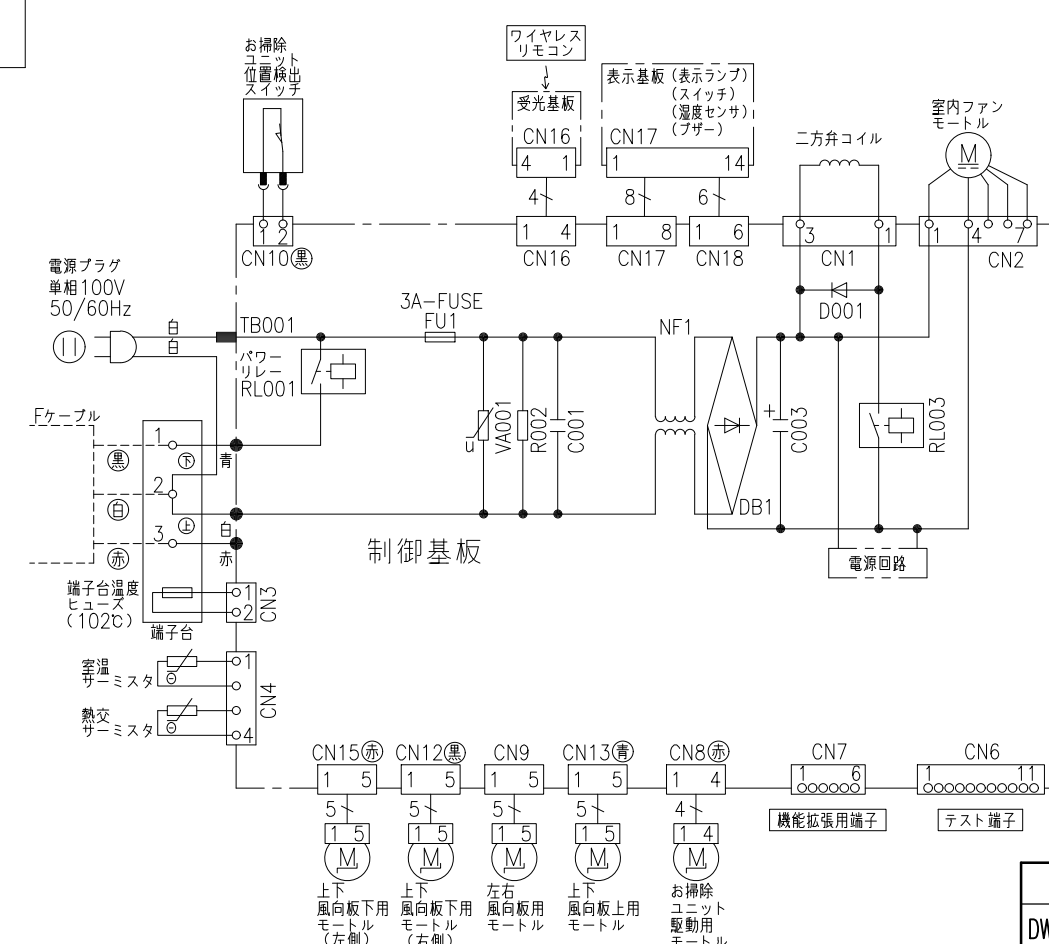 お掃除
ユニット
位置検出
スイッチ
1 2
CN10黒
ワイヤレス
リモコン
受光基板
CN16
4 1
4
1 4
CN16
表示基板（表示ランプ）
（スイッチ）
（湿度センサ）
（ブザー）
CN17
1 14
8
6
1 8
CN17
1 6
CN18
二方弁コイル
3 1
CN1
D001
室内ファン
モートル
M
1 4 7
CN2
電源プラグ
単相100V
50/60Hz
白
白
TB001
パワー
リレー
RL001
3A-FUSE
FU1
VA001
u
R002
C001
NF1
DB1
+
C003
RL003
電源回路
制御基板
Fケーブル
黒
白
赤
1
下
2
上
3
青
白
赤
端子台温度
ヒューズ
（102℃）
端子台
1
2
CN3
室温
サーミスタ
θ
熱交
サーミスタ
θ
1
4
CN4
CN15赤
1 5
5
1 5
M
上下
風向板下用
モートル
（左側）
CN12黒
1 5
5
1 5
M
上下
風向板下用
モートル
（右側）
CN9
1 5
5
1 5
M
左右
風向板用
モートル
CN13青
1 5
5
1 5
M
上下
風向板上用
モートル
CN8赤
1 4
4
1 4
M
お掃除
ユニット
駆動用
モートル
CN7
1 6
機能拡張用端子
CN6
1 11
テスト端子
DW